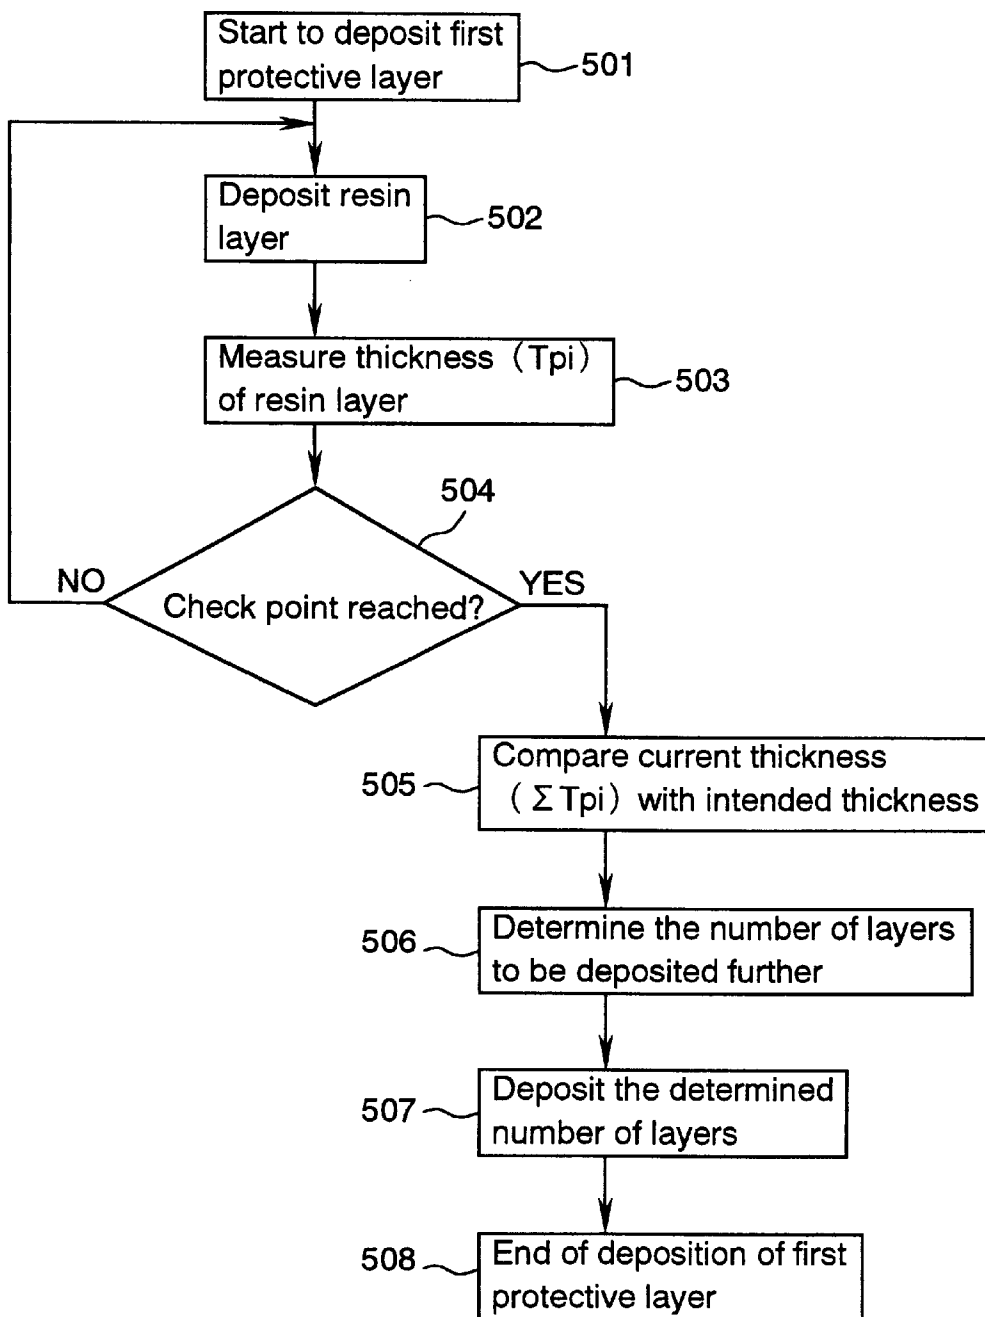 Start to deposit first
protective layer
501
Deposit resin
layer
502
Measure thickness (Tpi)
of resin layer
503
504
NO
YES
Check point reached?
505
Compare current thickness
(ΣTpi) with intended thickness
506
Determine the number of layers
to be deposited further
507
Deposit the determined
number of layers
508
End of deposition of first
protective layer